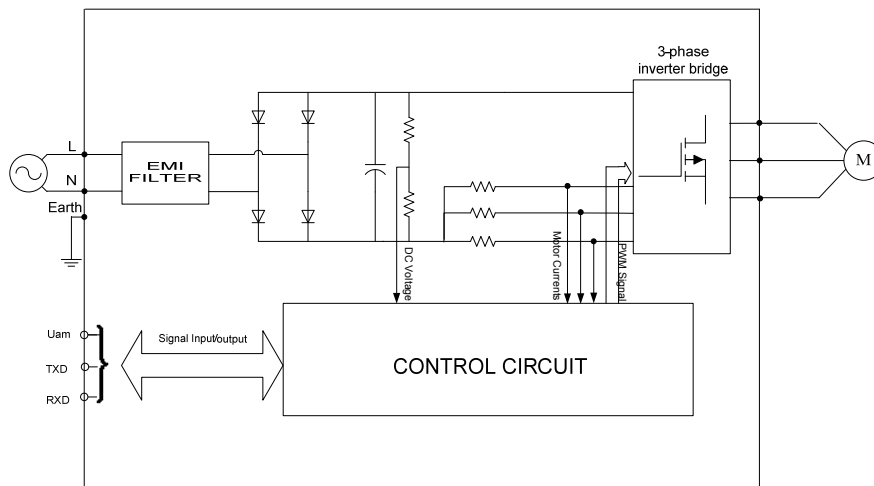 3-phase
inverter bridge
L
EMI
FILTER
N
M
Earth
DC Voltage
Motor Currents
PWM Signal
Uam
Signal Input/output
TXD
CONTROL CIRCUIT
RXD